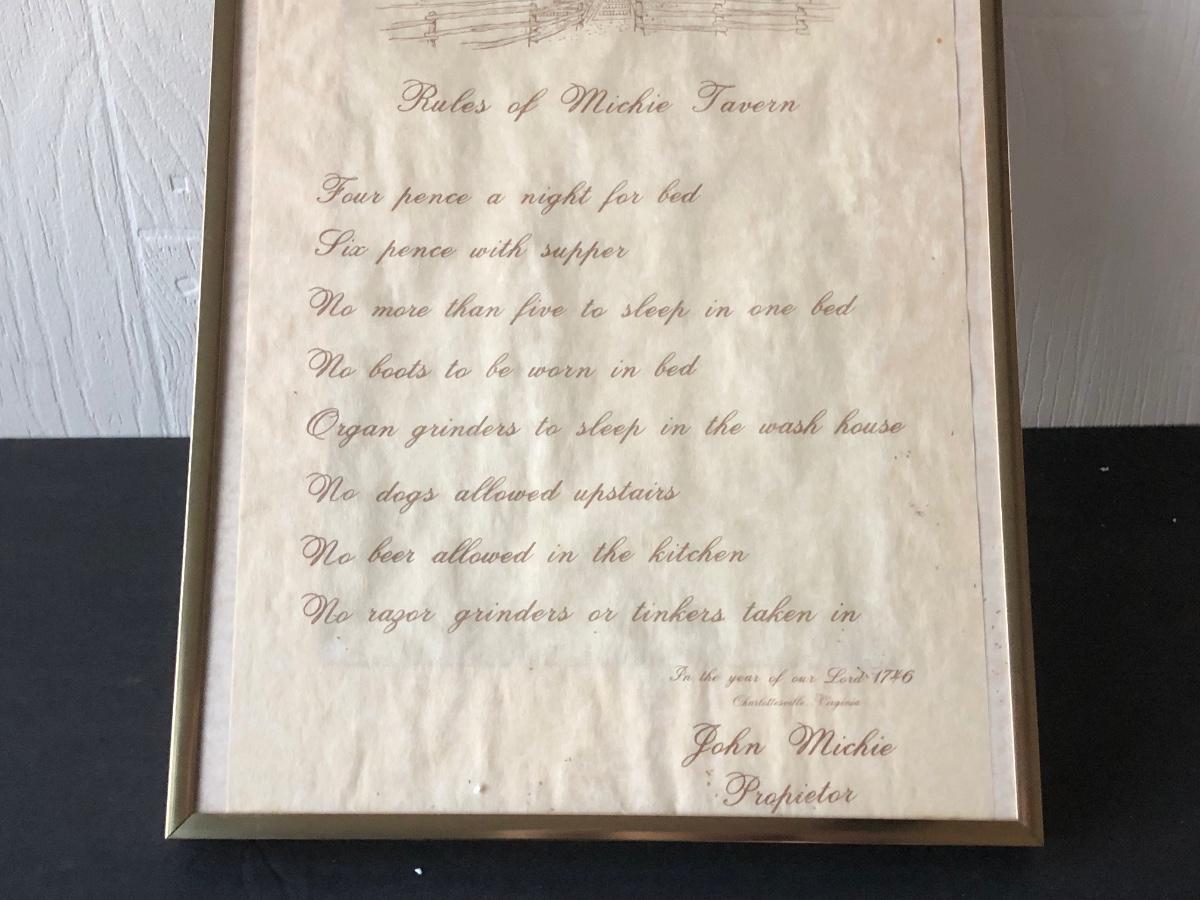 Rules of Michie Tavern
Four pence a night for bed
Six pence with supper
No more than five to sleep in one bed
No boots to be worn in bed
Organ grinders to sleep in the wash house
No dogs allowed upstairs
No beer allowed in the kitchen
No razor grinders or tinkers taken in
In the year of our Lord 1746
Charlottesville, Virginia
John Michie
Propietor